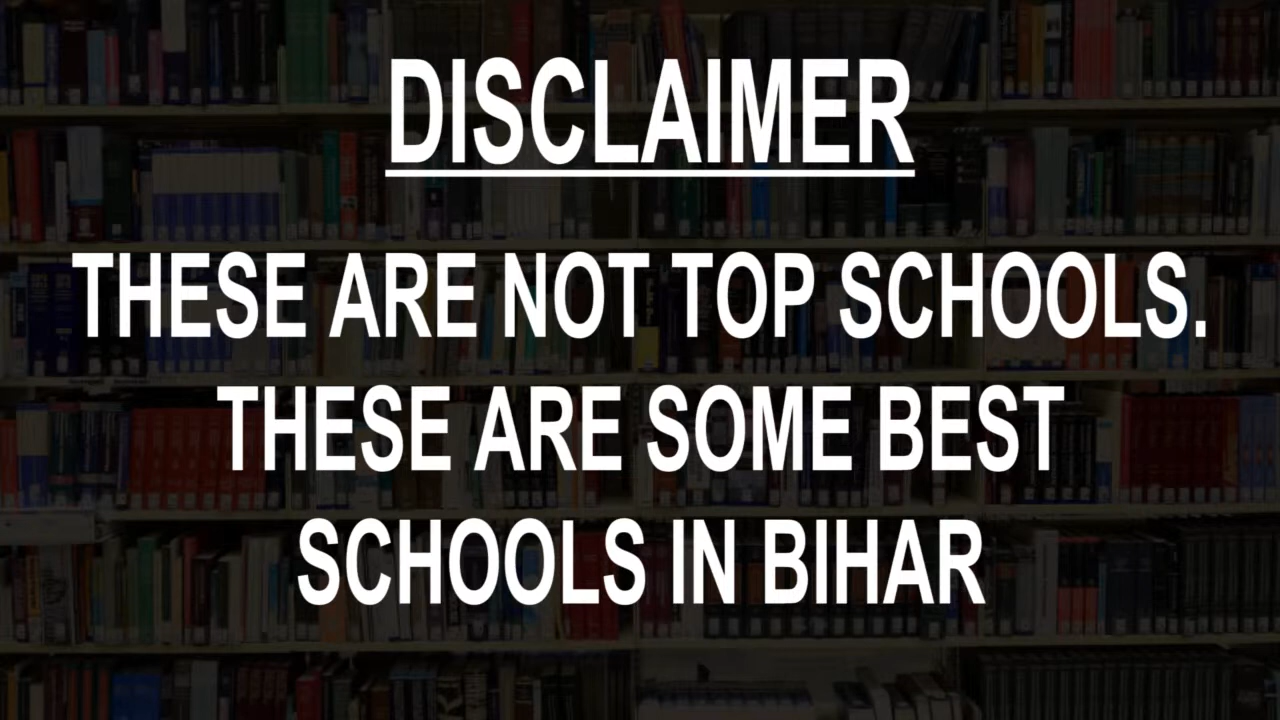 DISCLAIMER
THESE ARE NOT TOP SCHOOLS.
THESE ARE SOME BEST
SCHOOLS IN BIHAR